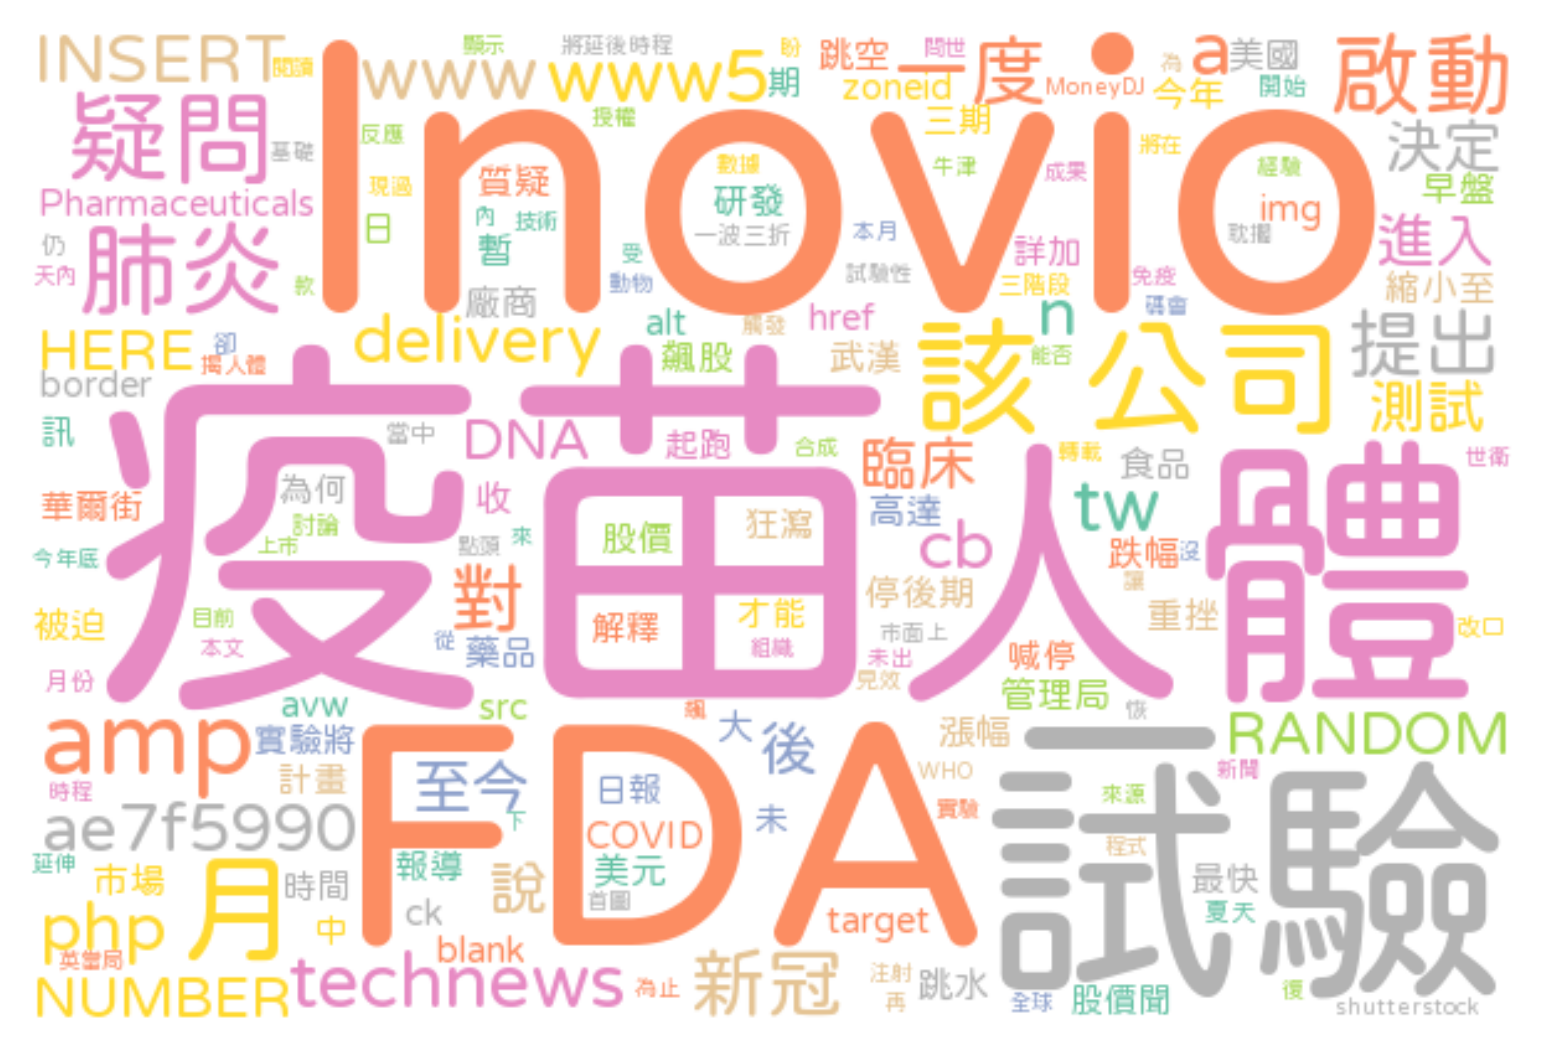 INSERT
閱讀
Inovio
www
顯示
將延後時程
www5
期
盼
跳空
問世
一度
zoneid
MoneyDJ
為
a
美國
今年
開始
啟動
疑問
基礎
反應
授權
三期
將在
決定
Pharmaceuticals
現過
質疑
數據
牛津
成果
經驗
早盤
仍
日
內
技術
研發
一波三折
本月
詳加
img
耽擱
進入
天內
肺炎
款
暫
受
動物
試驗性
三階段
免疫
縮小至
廠商
碼會
HERE
卻
揭人體
delivery
alt
觸發
href
n
該公司
提出
border
飆股
武漢
能否
測試
疫苗
人體
訊
當中
DNA
起跑
合成
臨床
轉載
食品
世衛
華爾街
為何
討論
收
股價
狂瀉
高達
tw
今年底
上市
點頭
來
cb
跌幅
沒
讓
被迫
目前
本文
對
解釋
才能
停後期
重挫
改口
月份
從
藥品
組織
市面上
未出
喊停
見效
管理局
avw
src
飆
大
後
漲幅
恢
RANDOM
amp
實驗將
FDA
試驗
時程
計畫
至今
日報
未
WHO
新聞
ae7f5990
下
COVID
實驗
來源
延伸
市場
月
時間
報導
說
美元
首圖
程式
最快
夏天
php
中
ck
target
英當局
blank
NUMBER
technews
為止
新冠
注射
再
跳水
全球
股價聞
復
shutterstock